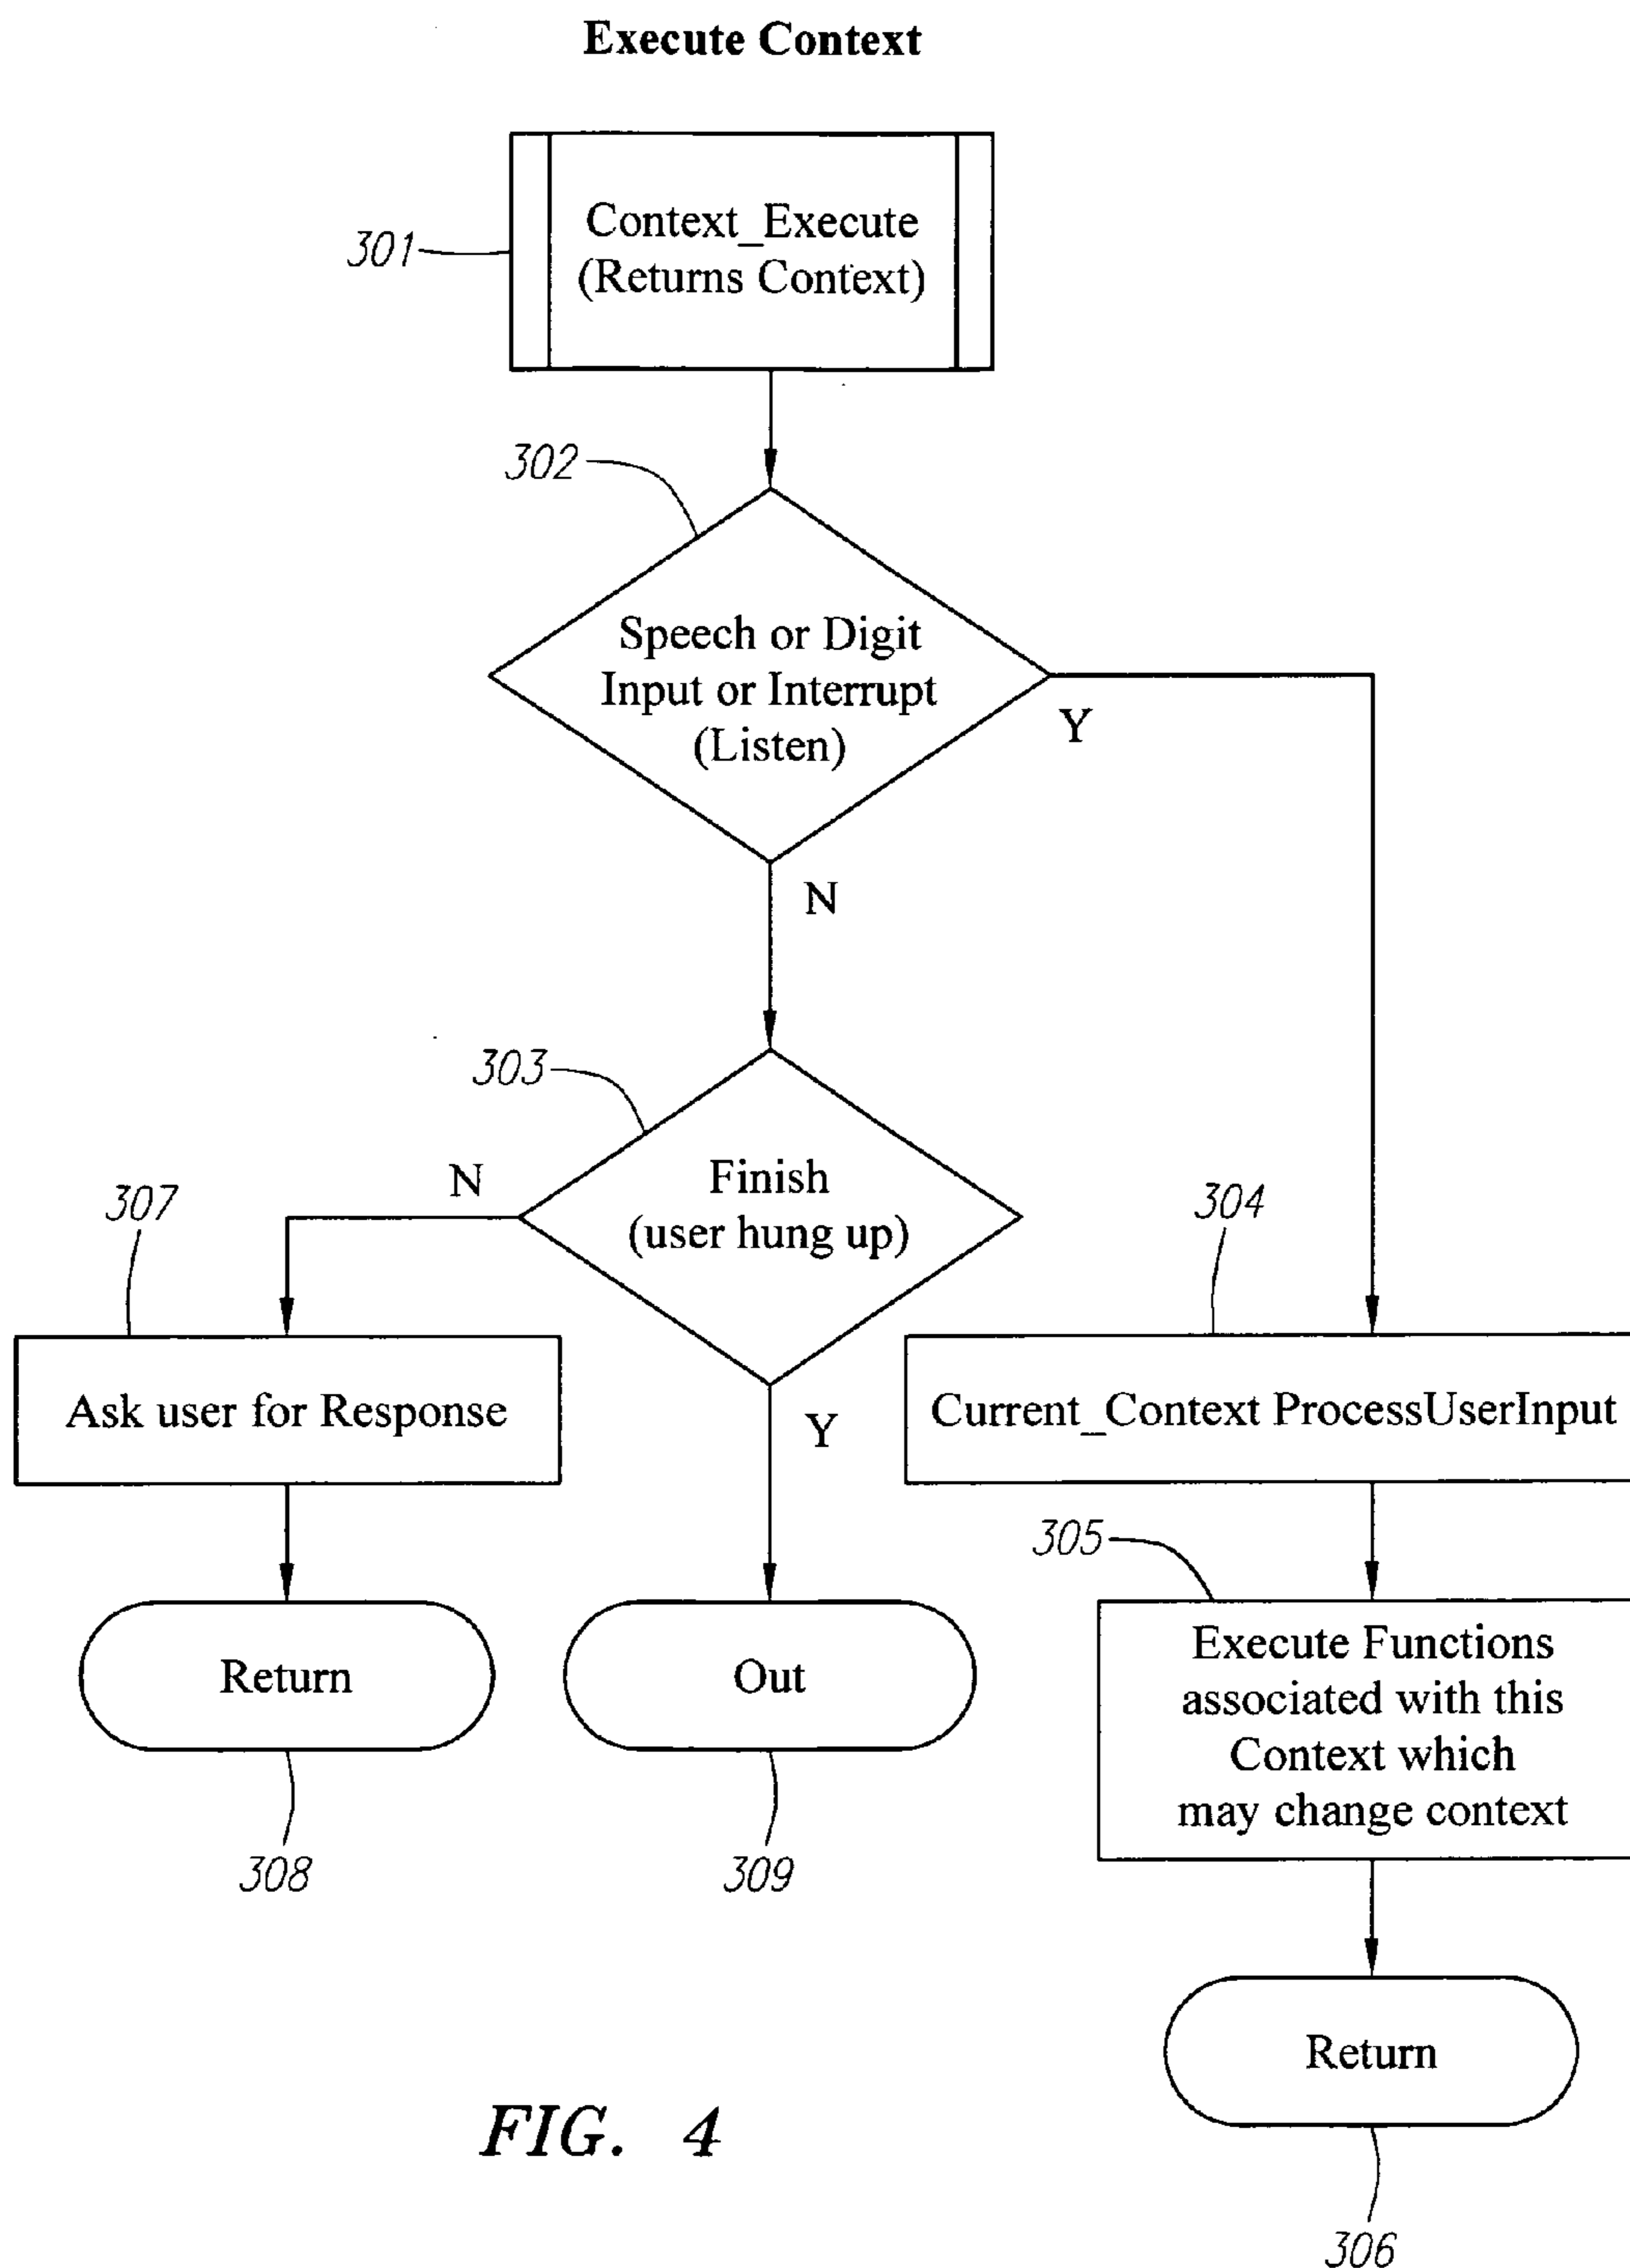 Execute Context
Context_Execute
(Returns Context)
301
302
Speech or Digit
Input or Interrupt
(Listen)
Y
N
303
Finish
(user hung up)
N
Y
307
304
Ask user for Response
Current_Context ProcessUserInput
305
Execute Functions
associated with this
Context which
may change context
Return
Out
308
309
Return
306
FIG. 4